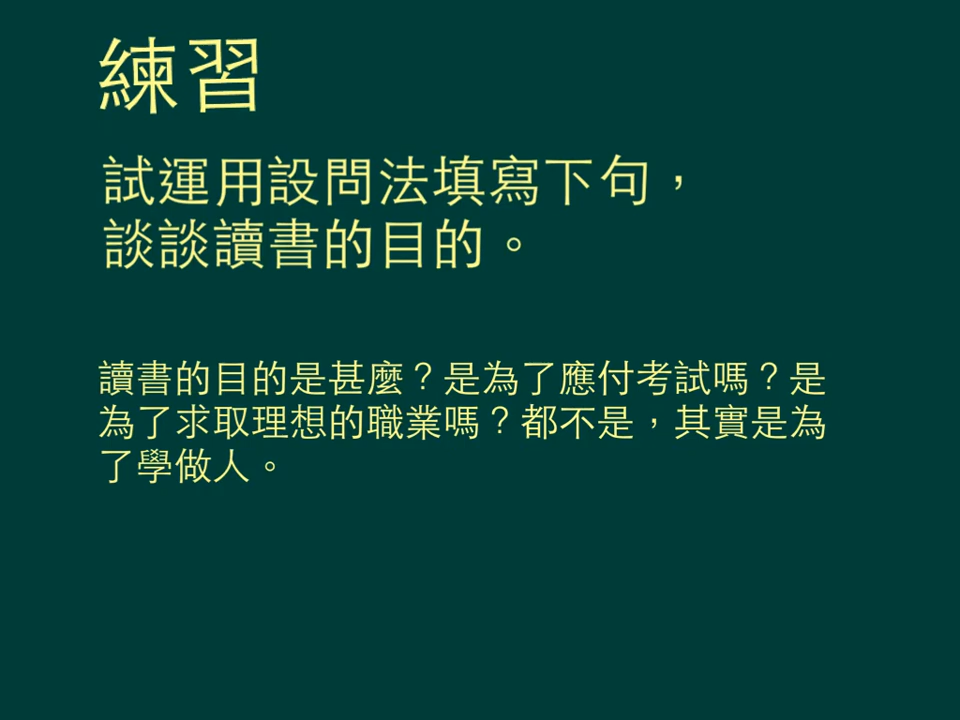 練習
試運用設問法填寫下句，
談談讀書的目的。
讀書的目的是甚麼？是為了應付考試嗎？是
為了求取理想的職業嗎？都不是，其實是為
了學做人。